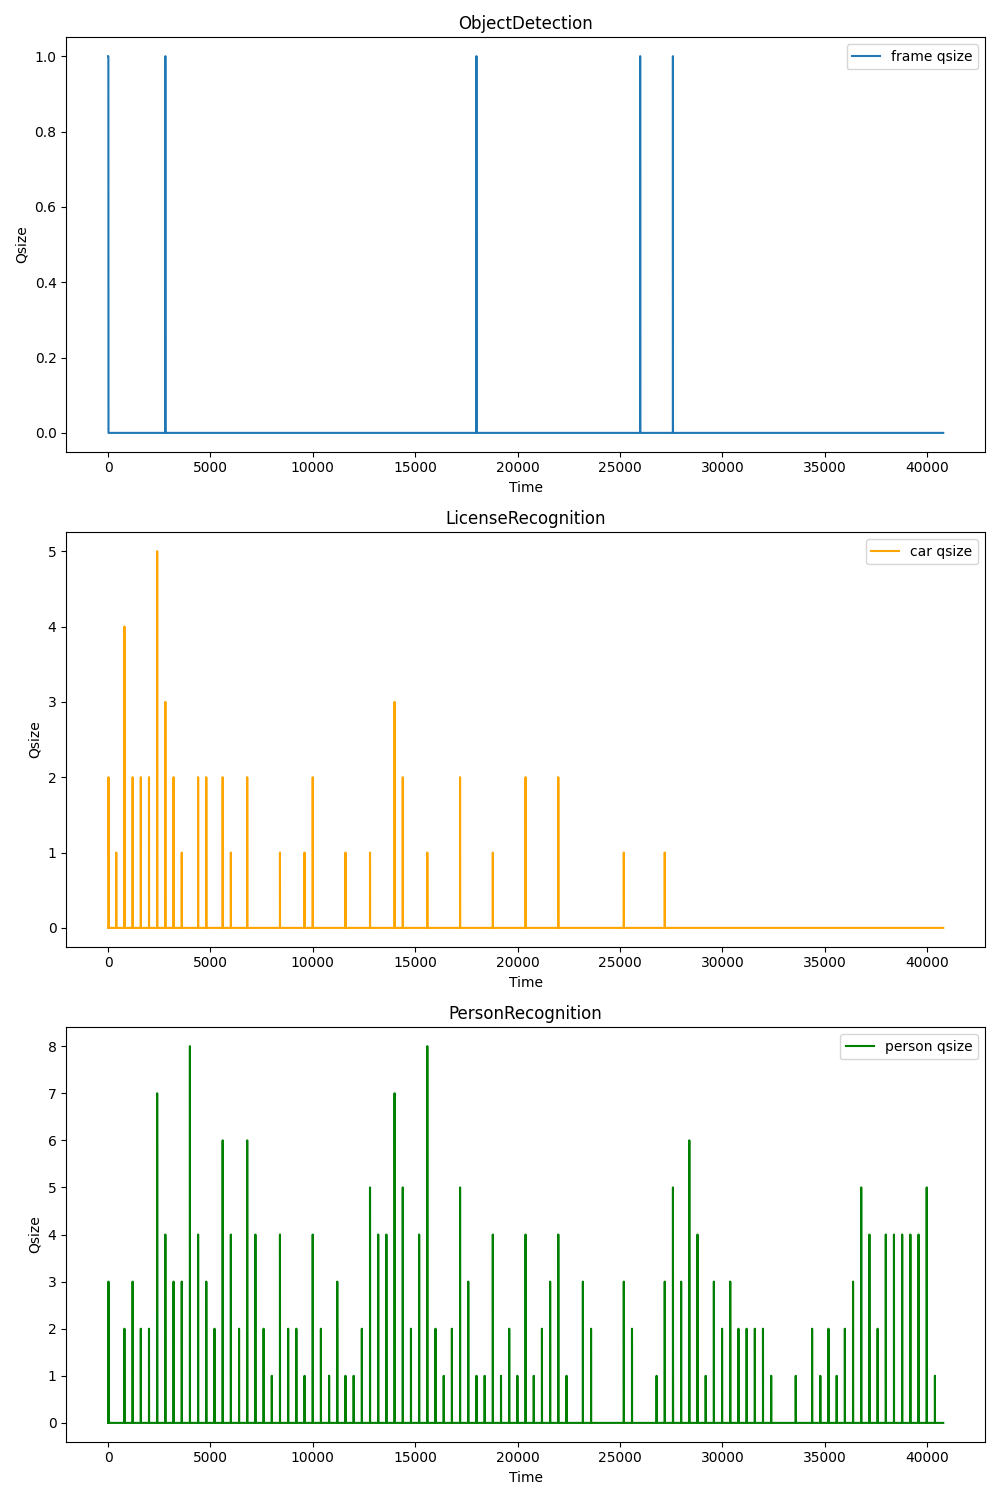 ObjectDetection
frame qsize
1.0
0.8
0.6
0.4
0.2
0.0
Qsize
0 5000 10000 15000 20000 25000 30000 35000 40000
Time
LicenseRecognition
car qsize
5
4
3
2
1
0
Qsize
0 5000 10000 15000 20000 25000 30000 35000 40000
Time
PersonRecognition
person qsize
8
7
6
5
4
3
2
1
0
Qsize
0 5000 10000 15000 20000 25000 30000 35000 40000
Time